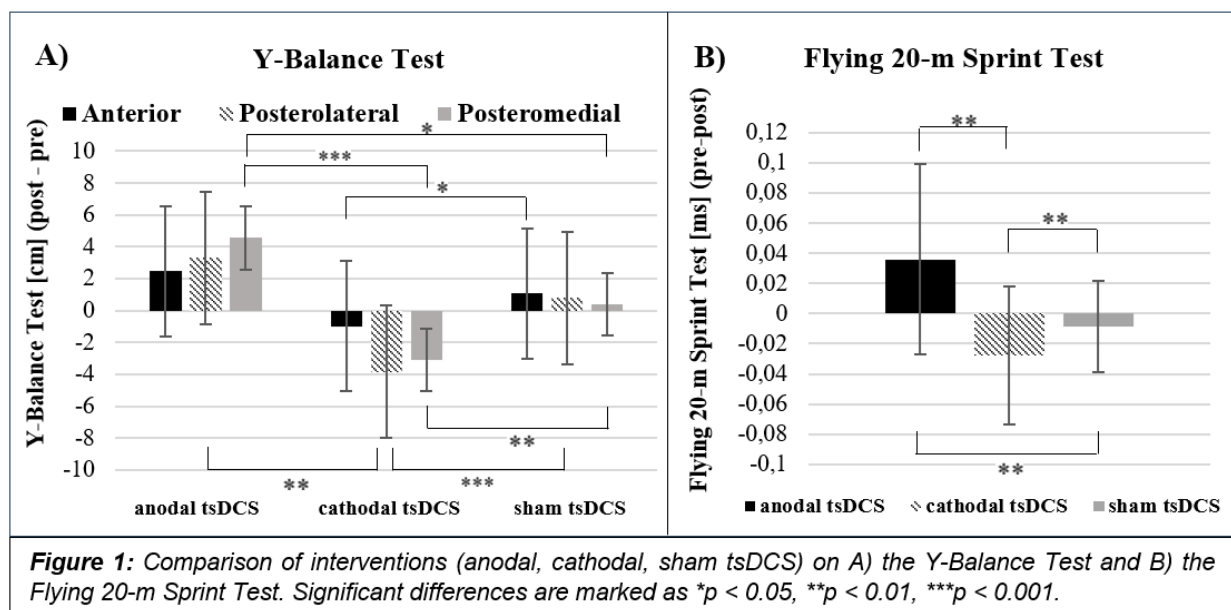 A)
Y-Balance Test
Anterior Posterolateral Posteromedial
Y-Balance Test [cm] (post - pre)
10
8
6
4
2
0
-2
-4
-6
-8
-10
*
***
*
**
**
***
anodal tsDCS cathodal tsDCS sham tsDCS
B)
Flying 20-m Sprint Test
Flying 20-m Sprint Test [ms] (pre-post)
0,12
0,1
0,08
0,06
0,04
0,02
0
-0,02
-0,04
-0,06
-0,08
-0,1
**
**
**
anodal tsDCS cathodal tsDCS sham tsDCS
Figure 1: Comparison of interventions (anodal, cathodal, sham tsDCS) on A) the Y-Balance Test and B) the
Flying 20-m Sprint Test. Significant differences are marked as *p < 0.05, **p < 0.01, ***p < 0.001.